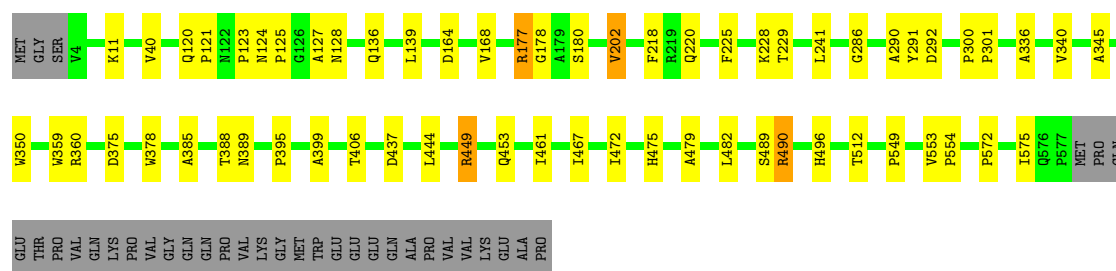 MET GLY SER V4 K11 V40 Q120 P121 N122 P123 N124 P125 G126 A127 N128 Q136 L139 D164 V168 R177 G178 A179 S180 V202 F218 R219 Q220 F225 K228 T229 L241 G286 A290 Y291 D292 P300 P301 A336 V340 A345
W350 W359 R360 D375 W378 A385 T388 N389 P395 A399 T406 D437 L444 R449 Q453 I461 I467 I472 H475 A479 L482 S489 R490 H496 T512 P549 V553 P554 P572 I575 Q576 P577 MET PRO GLN
GLU THR PRO VAL GLN LYS PRO VAL GLY GLN GLN PRO VAL LYS GLY MET TRP GLU GLU GLU GLN ALA PRO VAL VAL LYS GLU ALA PRO